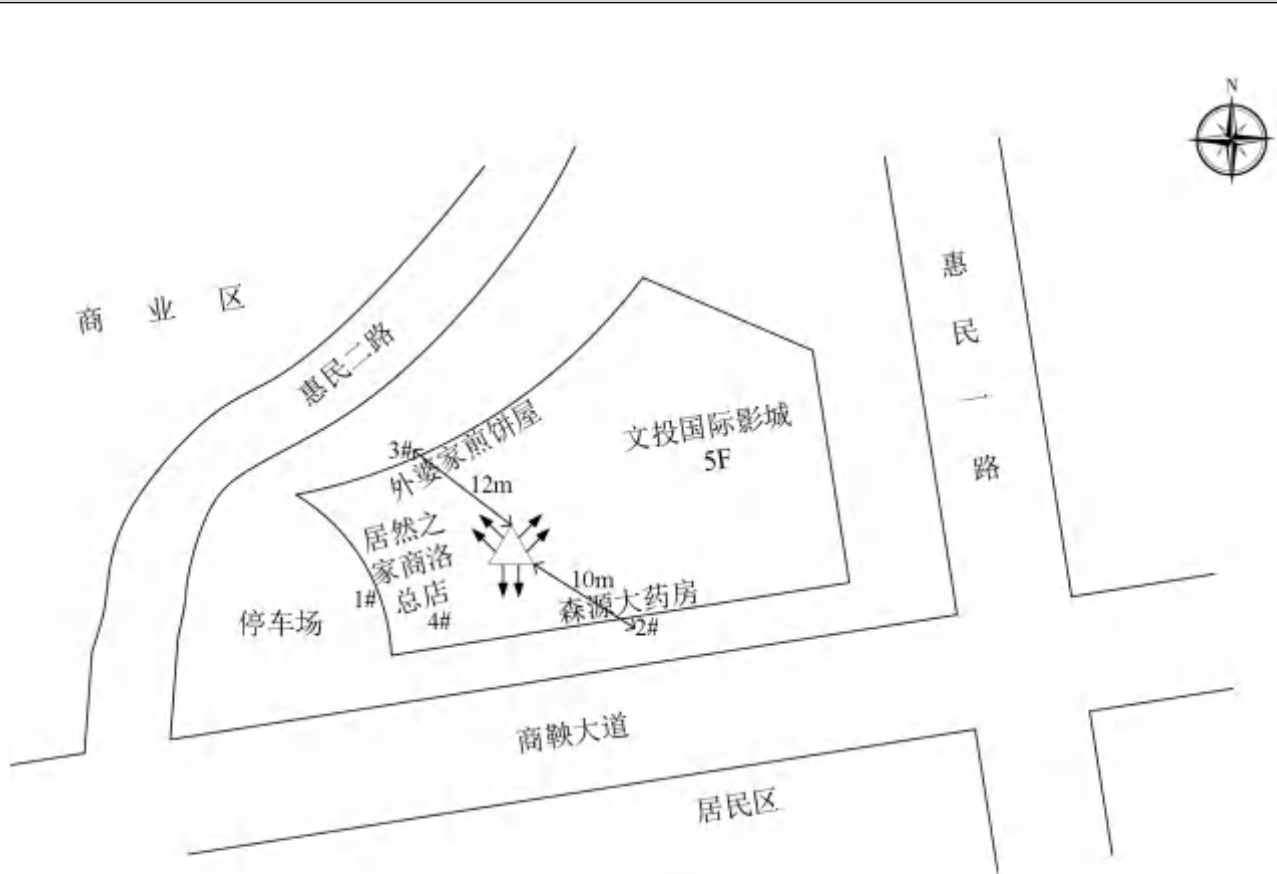 N
商业区
惠民二路
惠民一路
文投国际影城
5F
3#
外婆家煎饼屋
12m
居然之
家商洛
总店
1#
4#
停车场
10m
森源大药房
2#
商鞅大道
居民区